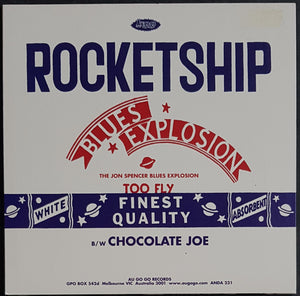 Augogo
ROCKETSHIP
BLUES EXPLOSION
THE JON SPENCER BLUES EXPLOSION
TOO FLY
WHITE FINEST QUALITY ABSORBENT
B/W CHOCOLATE JOE
AU GO GO RECORDS
GPO BOX 542d Melbourne VIC Australia 2001 www.augogo.com ANDA 231